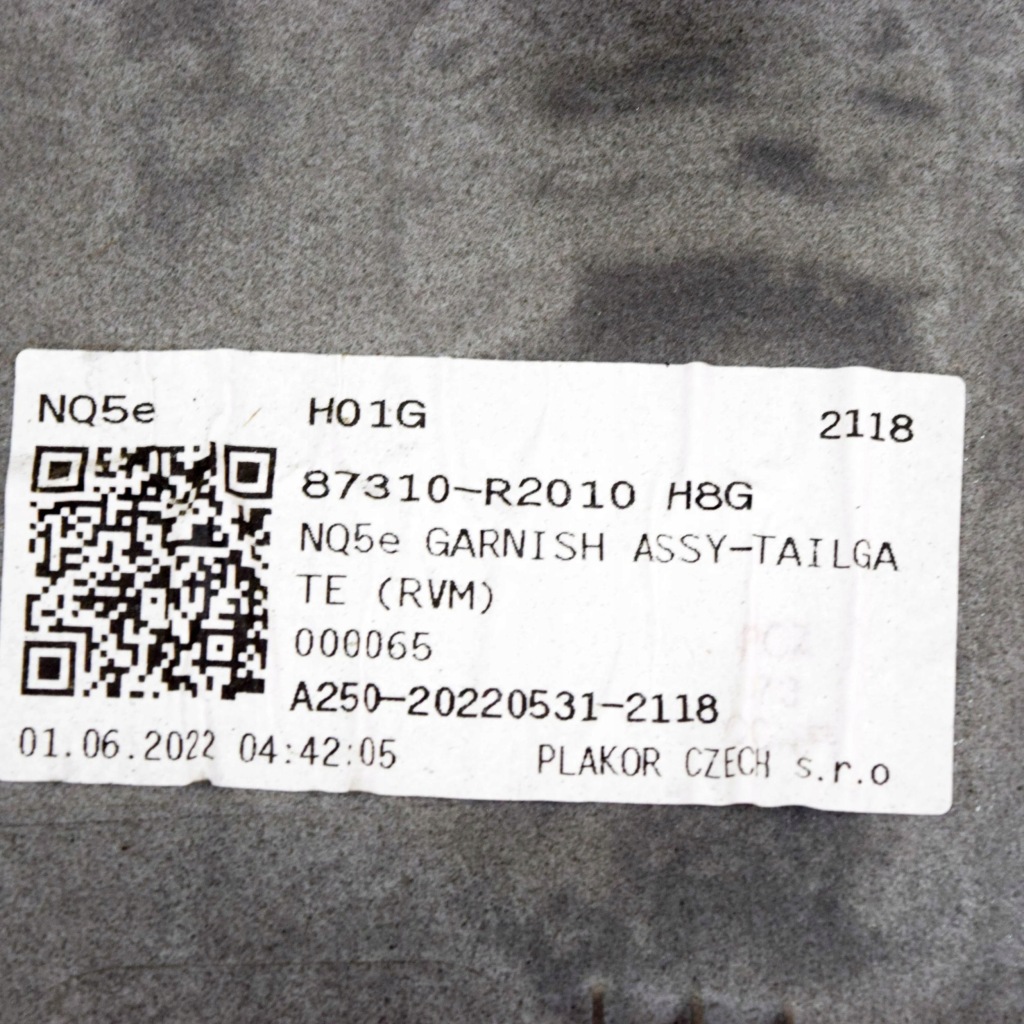 NQ5e H01G 2118
87310-R2010 H8G
NQ5e GARNISH ASSY-TAILGA
TE (RVM)
000065
A250-20220531-2118
01.06.2022 04:42:05 PLAKOR CZECH s.r.o